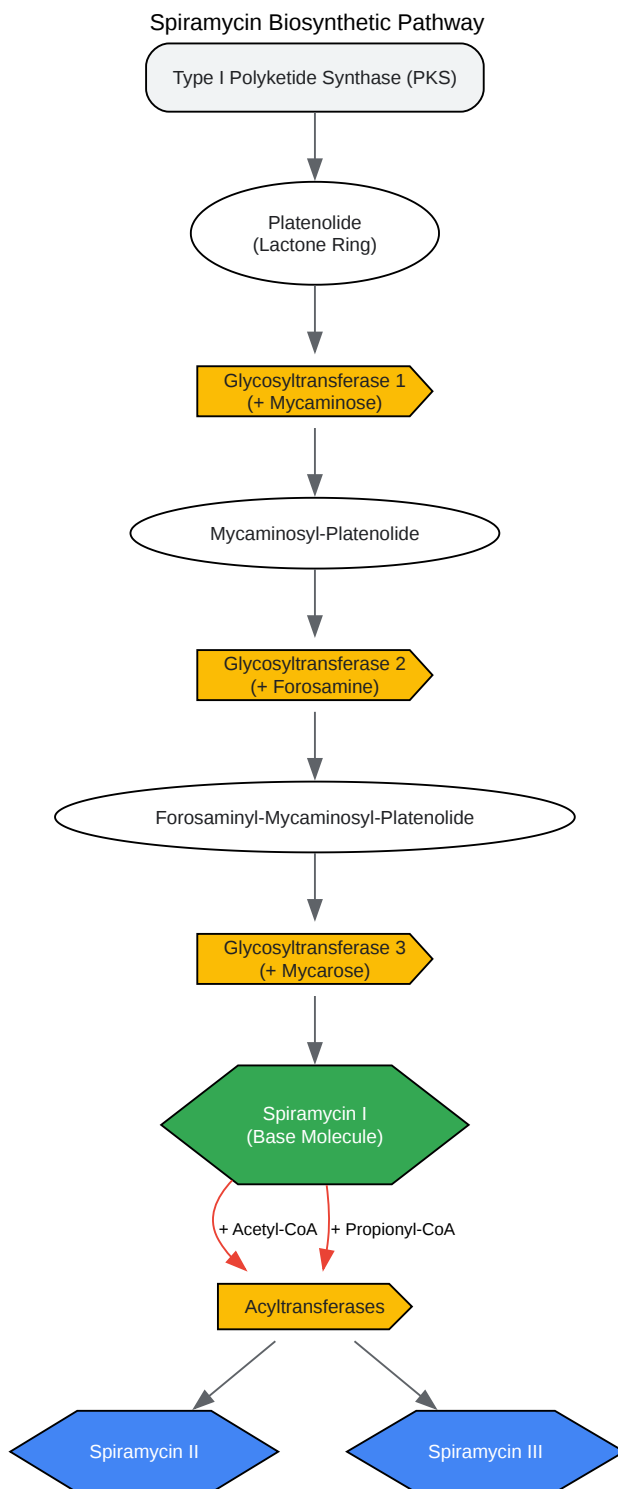 Spiramycin Biosynthetic Pathway
Type I Polyketide Synthase (PKS)
Platenolide
(Lactone Ring)
Glycosyltransferase 1
(+ Mycaminose)
Mycaminosyl-Platenolide
Glycosyltransferase 2
(+ Forosamine)
Forosaminyl-Mycaminosyl-Platenolide
Glycosyltransferase 3
(+ Mycarose)
Spiramycin I
(Base Molecule)
+ Acetyl-CoA
+ Propionyl-CoA
Acyltransferases
Spiramycin II
Spiramycin III